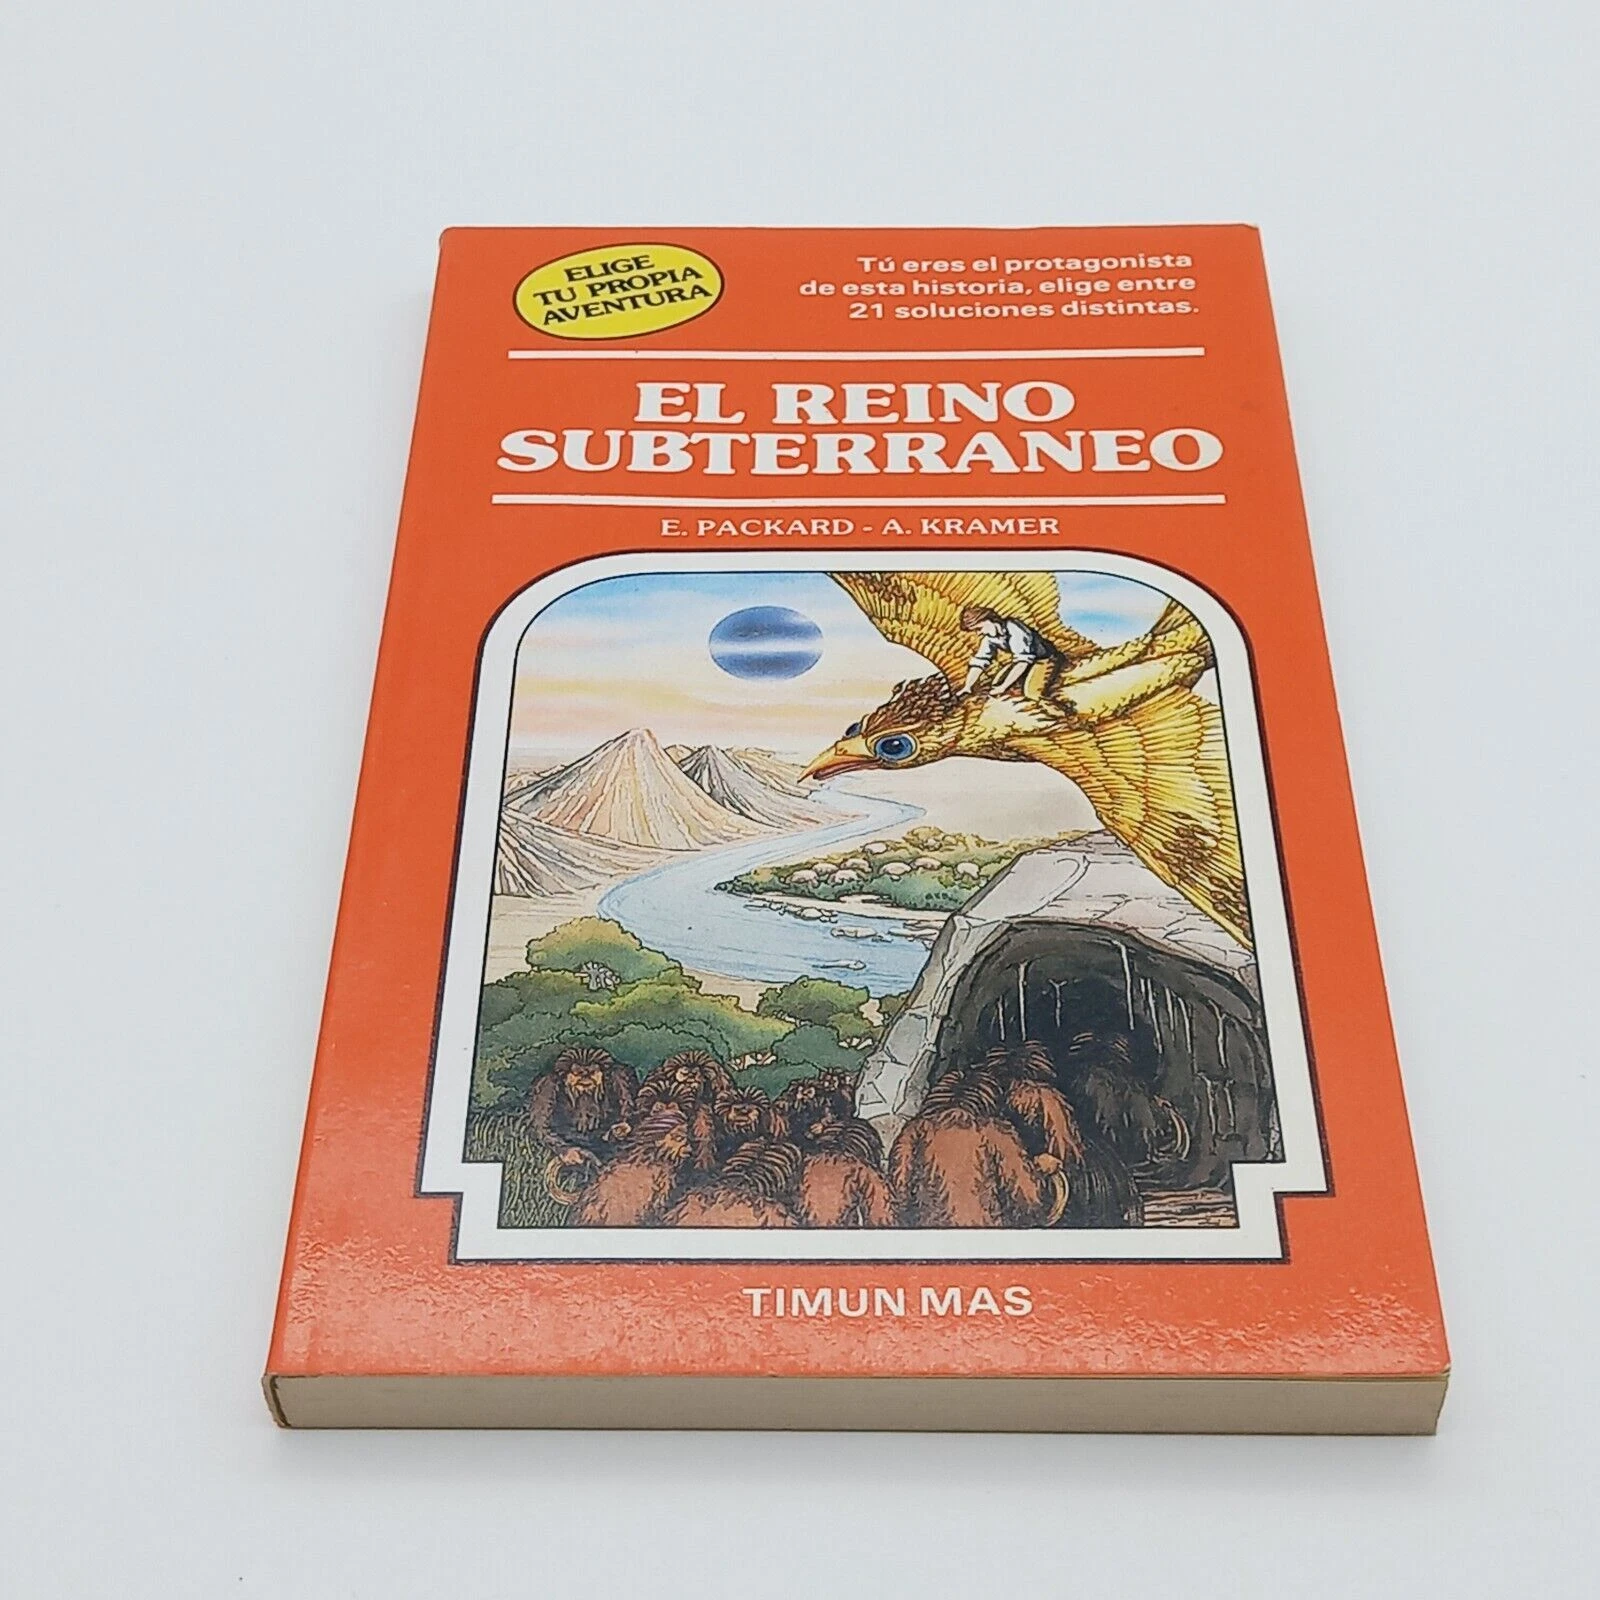 ELIGE
TU PROPIA
AVENTURA
Tú eres el protagonista
de esta historia, elige entre
21 soluciones distintas.
EL REINO
SUBTERRANEO
E. PACKARD - A. KRAMER
TIMUN MAS